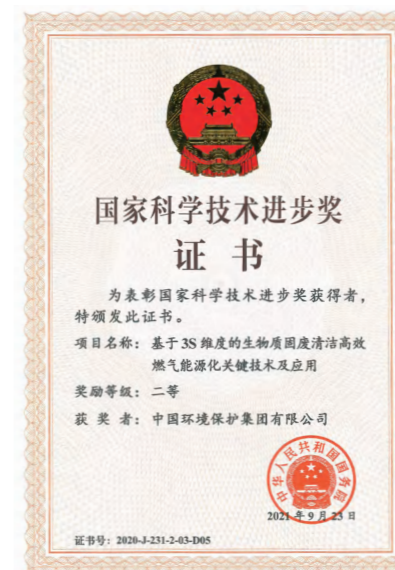 国家科学技术进步奖
证书
为表彰国家科学技术进步奖获得者，
特颁发此证书。
项目名称：基于3S维度的生物质固废清洁高效
燃气能源化关键技术及应用
奖励等级：二等
获奖者：中国环境保护集团有限公司
中华人民共和国国务院
2021年9月23日
证书号：2020-J-231-2-03-D05